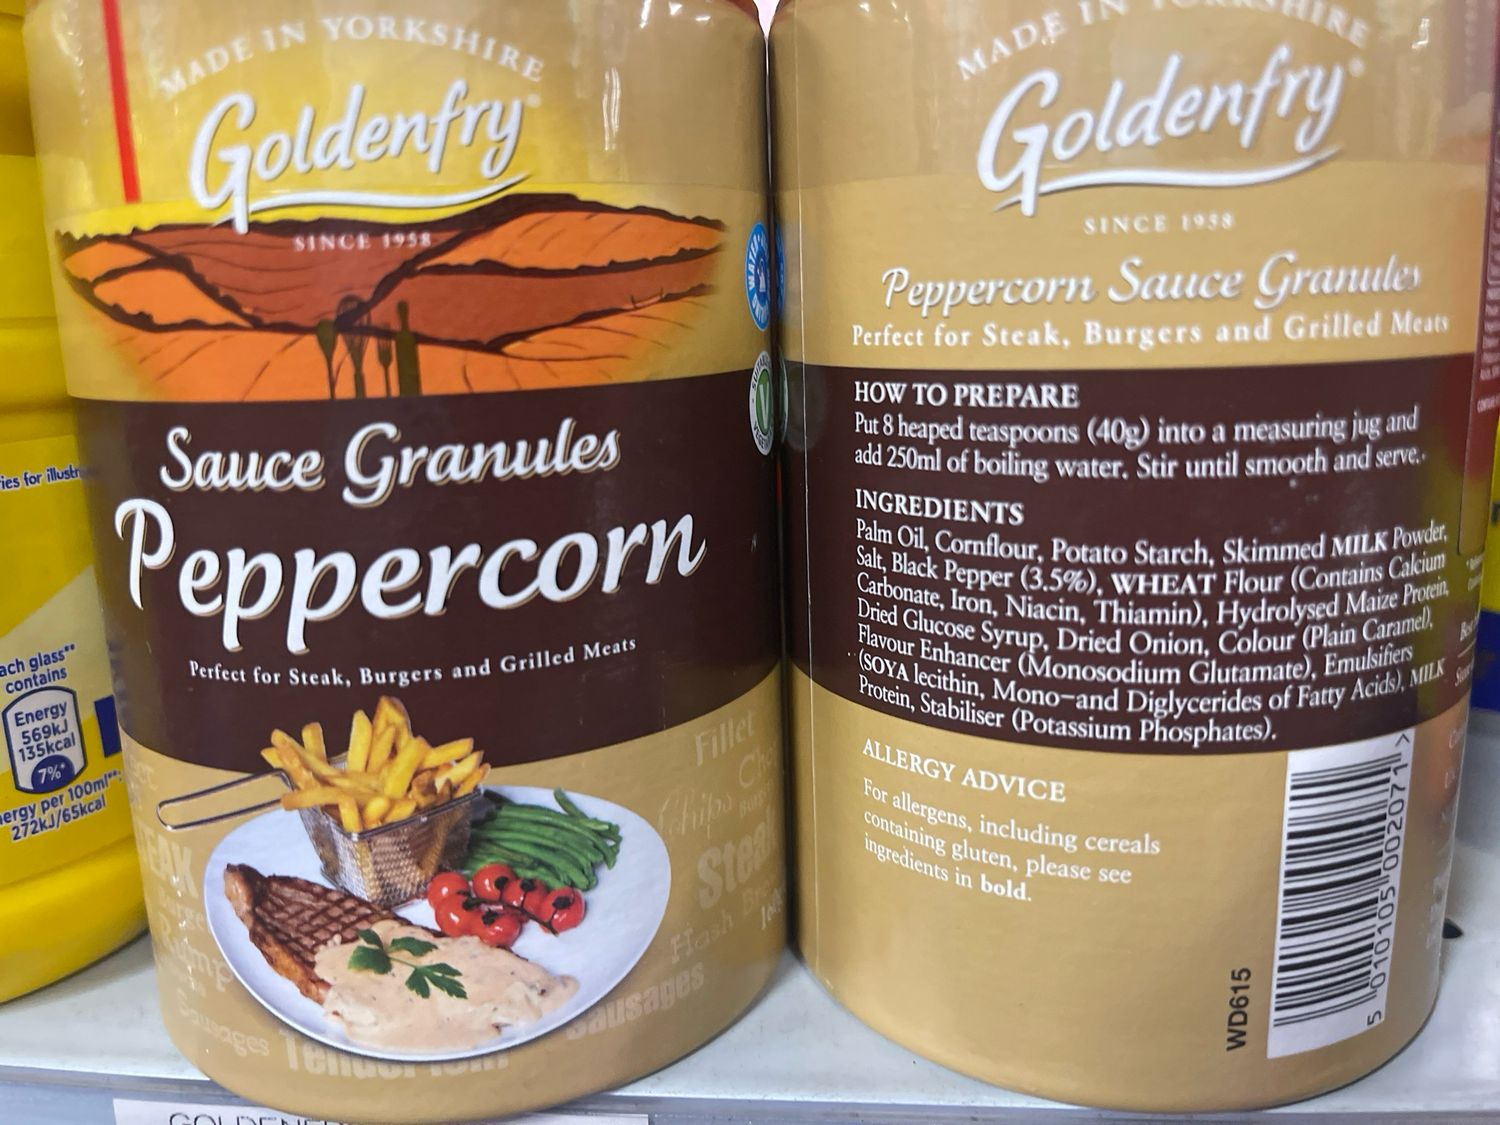 MADE IN YORKSHIRE
Goldenfry®
SINCE 1958
Sauce Granules
Peppercorn
Perfect for Steak, Burgers and Grilled Meats
Fillet
Steak
Hash
Sausages
Sausages
MADE IN YORKSHIRE
Goldenfry®
SINCE 1958
Peppercorn Sauce Granules
Perfect for Steak, Burgers and Grilled Meats
HOW TO PREPARE
Put 8 heaped teaspoons (40g) into a measuring jug and
add 250ml of boiling water. Stir until smooth and serve.
INGREDIENTS
Palm Oil, Cornflour, Potato Starch, Skimmed MILK Powder,
Salt, Black Pepper (3.5%), WHEAT Flour (Contains Calcium
Carbonate, Iron, Niacin, Thiamin), Hydrolysed Maize Protein,
Dried Glucose Syrup, Dried Onion, Colour (Plain Caramel),
Flavour Enhancer (Monosodium Glutamate), Emulsifiers
(SOYA lecithin, Mono-and Diglycerides of Fatty Acids), MILK
Protein, Stabiliser (Potassium Phosphates).
ALLERGY ADVICE
For allergens, including cereals
containing gluten, please see
ingredients in bold.
WD615
5 010105 002071 >
for illustr
ach glass**
contains
Energy
569kJ
135kcal
7%*
ergy per 100ml**:
272kJ/65kcal